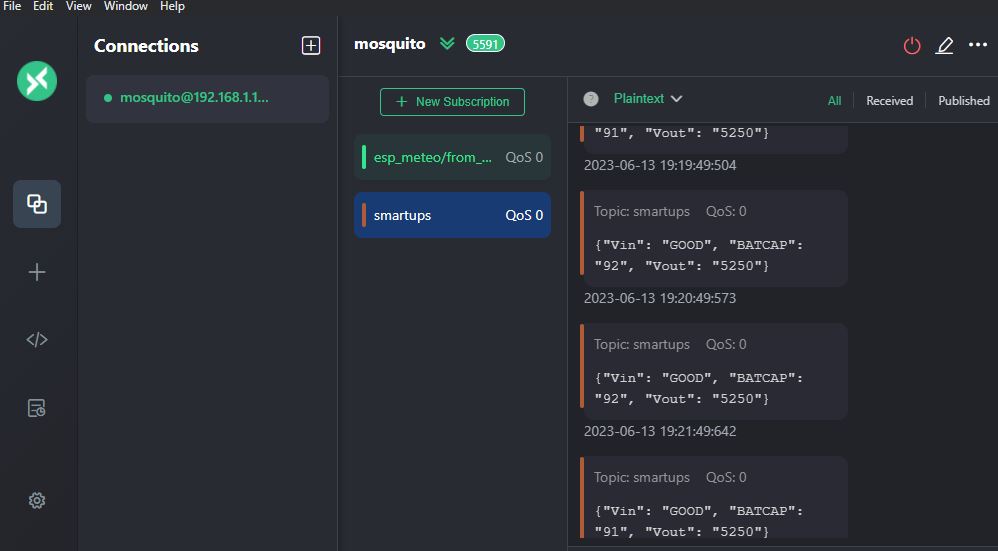 File Edit View Window Help
Connections
mosquito@192.168.1.1...
mosquito 5591
+ New Subscription
esp_meteo/from_... QoS 0
smartups QoS 0
Plaintext All Received Published
"91", "Vout": "5250"}
2023-06-13 19:19:49:504
Topic: smartups QoS: 0
{"Vin": "GOOD", "BATCAP":
"92", "Vout": "5250"}
2023-06-13 19:20:49:573
Topic: smartups QoS: 0
{"Vin": "GOOD", "BATCAP":
"92", "Vout": "5250"}
2023-06-13 19:21:49:642
Topic: smartups QoS: 0
{"Vin": "GOOD", "BATCAP":
"91", "Vout": "5250"}